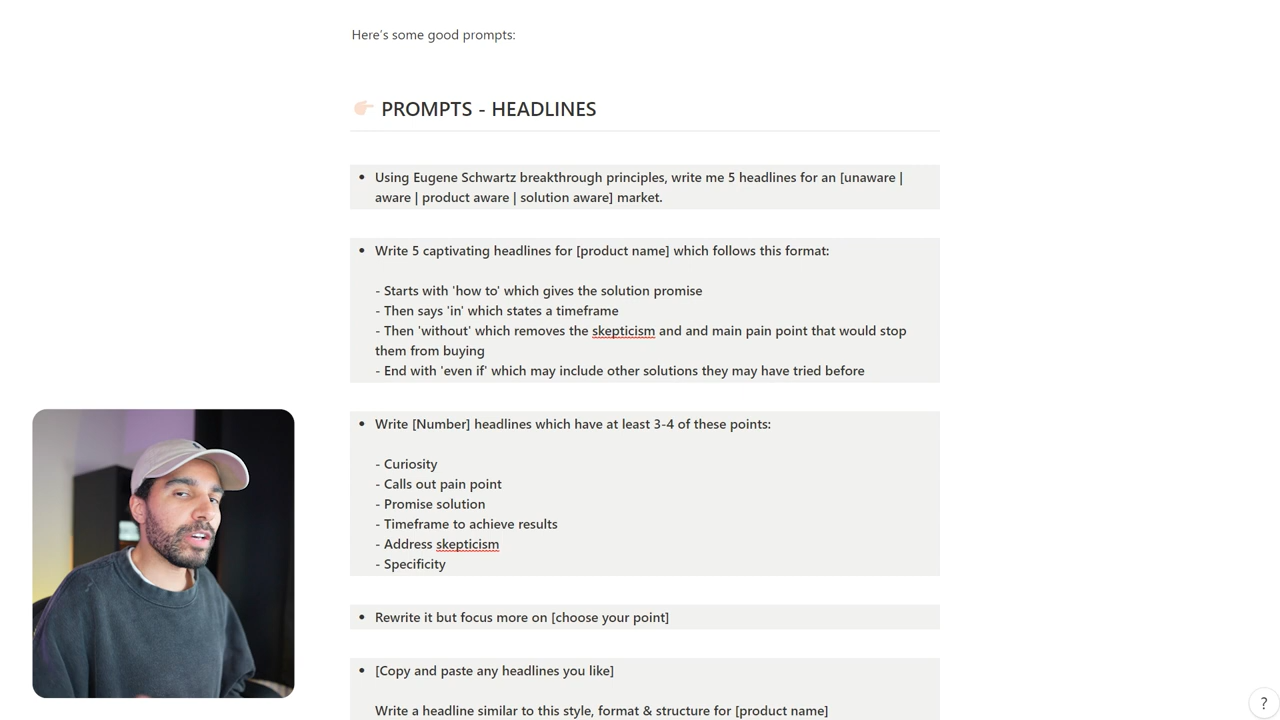 Here's some good prompts:
👉🏻 PROMPTS - HEADLINES
• Using Eugene Schwartz breakthrough principles, write me 5 headlines for an [unaware |
aware | product aware | solution aware] market.
• Write 5 captivating headlines for [product name] which follows this format:
- Starts with 'how to' which gives the solution promise
- Then says 'in' which states a timeframe
- Then 'without' which removes the skepticism and and main pain point that would stop
them from buying
- End with 'even if' which may include other solutions they may have tried before
• Write [Number] headlines which have at least 3-4 of these points:
- Curiosity
- Calls out pain point
- Promise solution
- Timeframe to achieve results
- Address skepticism
- Specificity
• Rewrite it but focus more on [choose your point]
• [Copy and paste any headlines you like]
Write a headline similar to this style, format & structure for [product name]
?